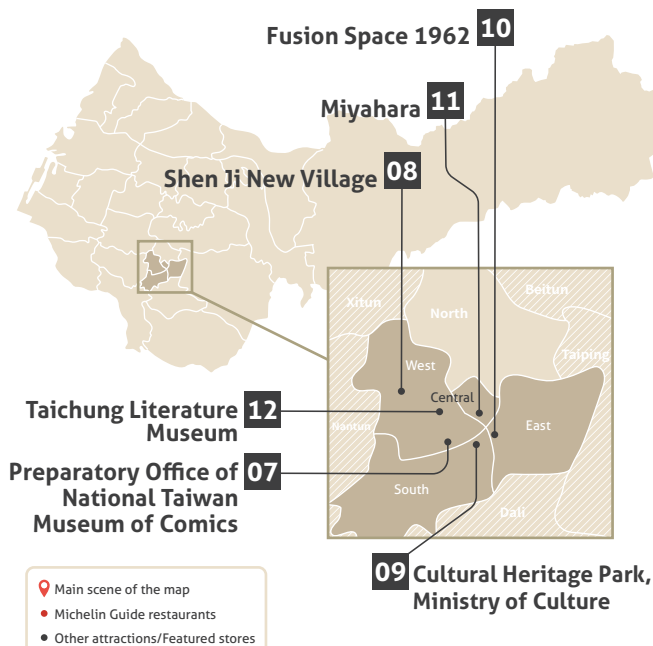 Fusion Space 1962 10
Miyahara 11
Shen Ji New Village 08
Xitun
North
Beitun
Taiping
West
Central
East
Nantun
South
Dali
Taichung Literature 12
Museum
Preparatory Office of 07
National Taiwan
Museum of Comics
09 Cultural Heritage Park,
Ministry of Culture
Main scene of the map
Michelin Guide restaurants
Other attractions/Featured stores